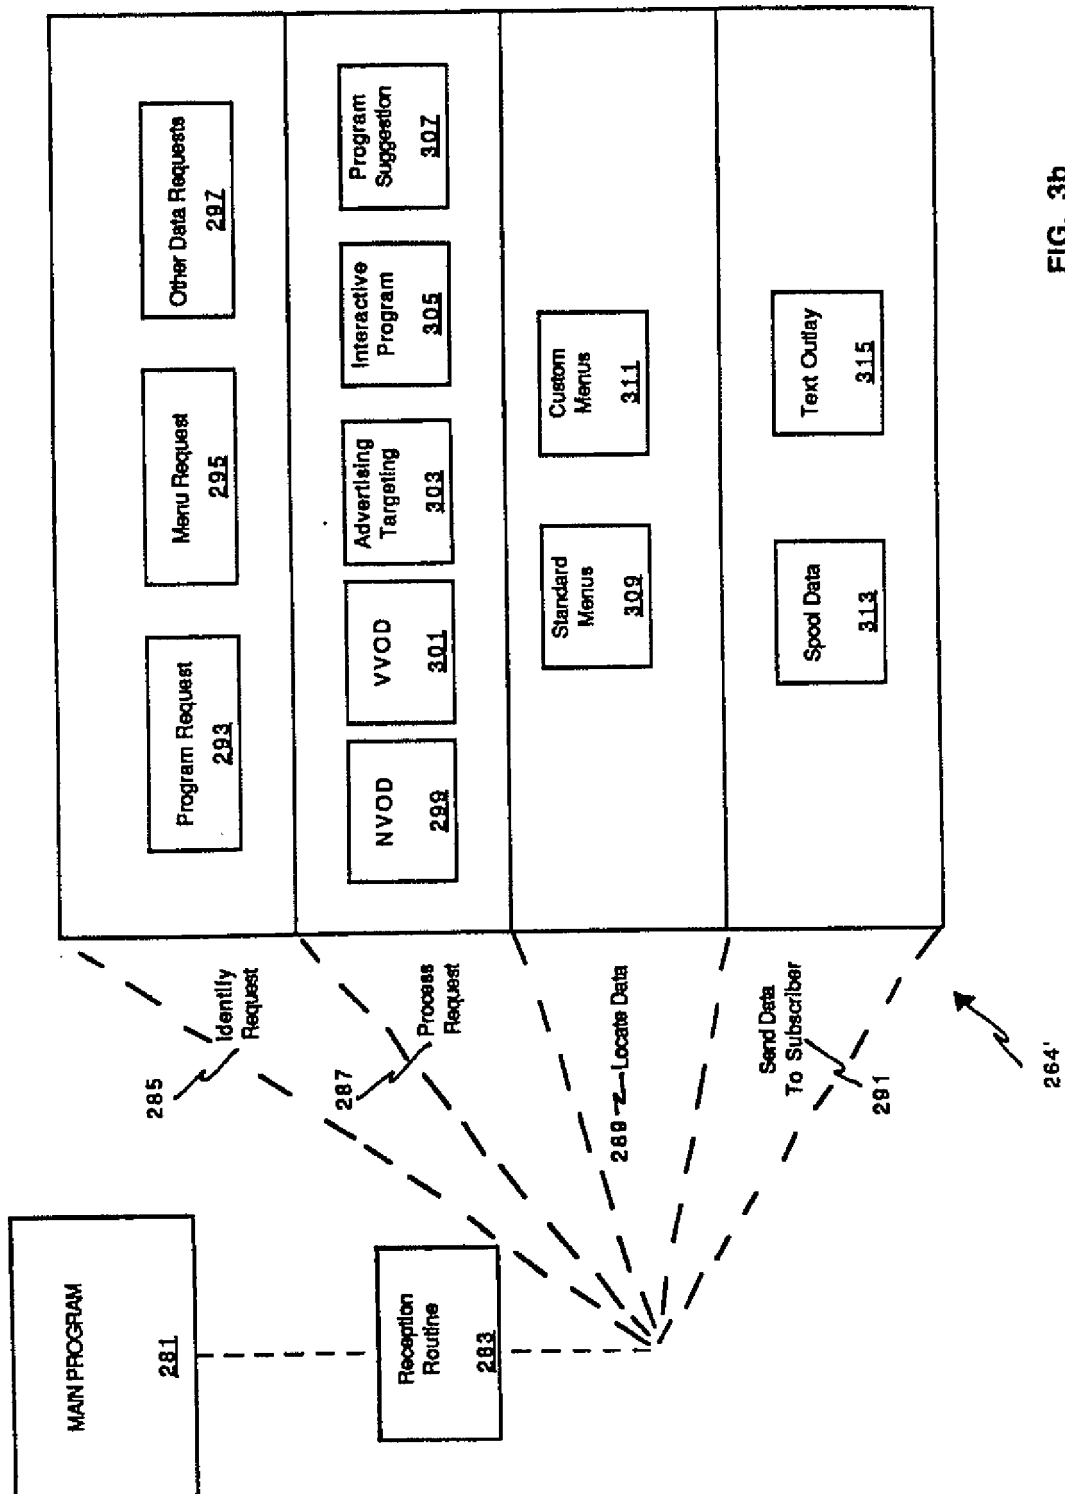 MAIN PROGRAM
281
Reception
Routine
283
285
Identify
Request
287
Process
Request
289
Locate Data
Send Data
To Subscriber
291
264'
Program Request
293
Menu Request
295
Other Data Requests
297
NVOD
299
VVOD
301
Advertising
Targeting
303
Interactive
Program
305
Program
Suggestion
307
Standard
Menus
309
Custom
Menus
311
Spool Data
313
Text Outlay
315
FIG. 3b